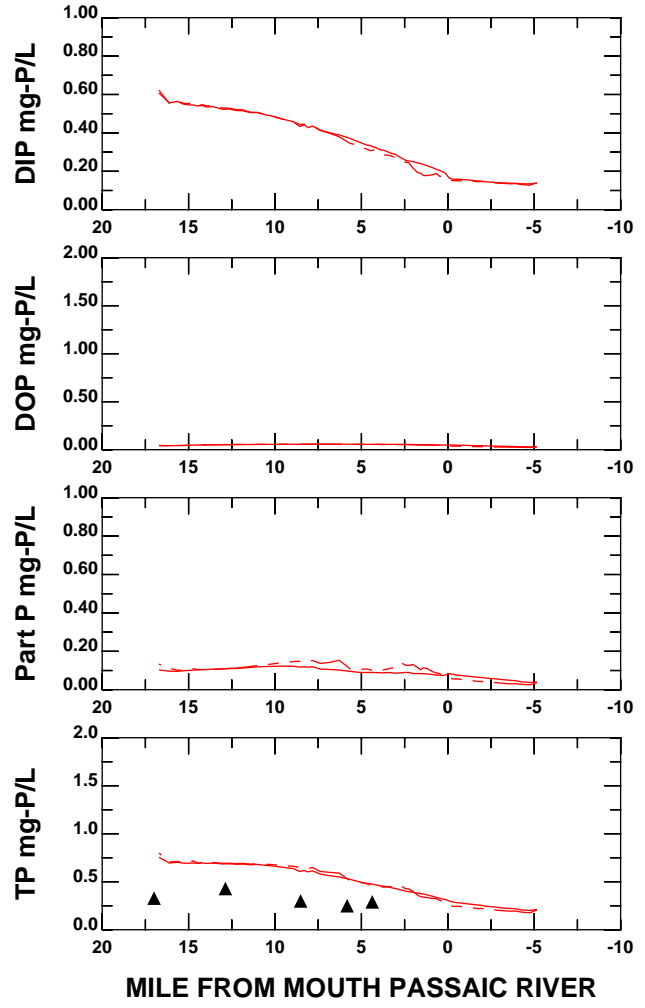 DIP mg-P/L
1.00
0.80
0.60
0.40
0.20
0.00
20 15 10 5 0 -5 -10
DOP mg-P/L
2.00
1.50
1.00
0.50
0.00
20 15 10 5 0 -5 -10
Part P mg-P/L
1.00
0.80
0.60
0.40
0.20
0.00
20 15 10 5 0 -5 -10
TP mg-P/L
2.0
1.5
1.0
0.5
0.0
20 15 10 5 0 -5 -10
MILE FROM MOUTH PASSAIC RIVER